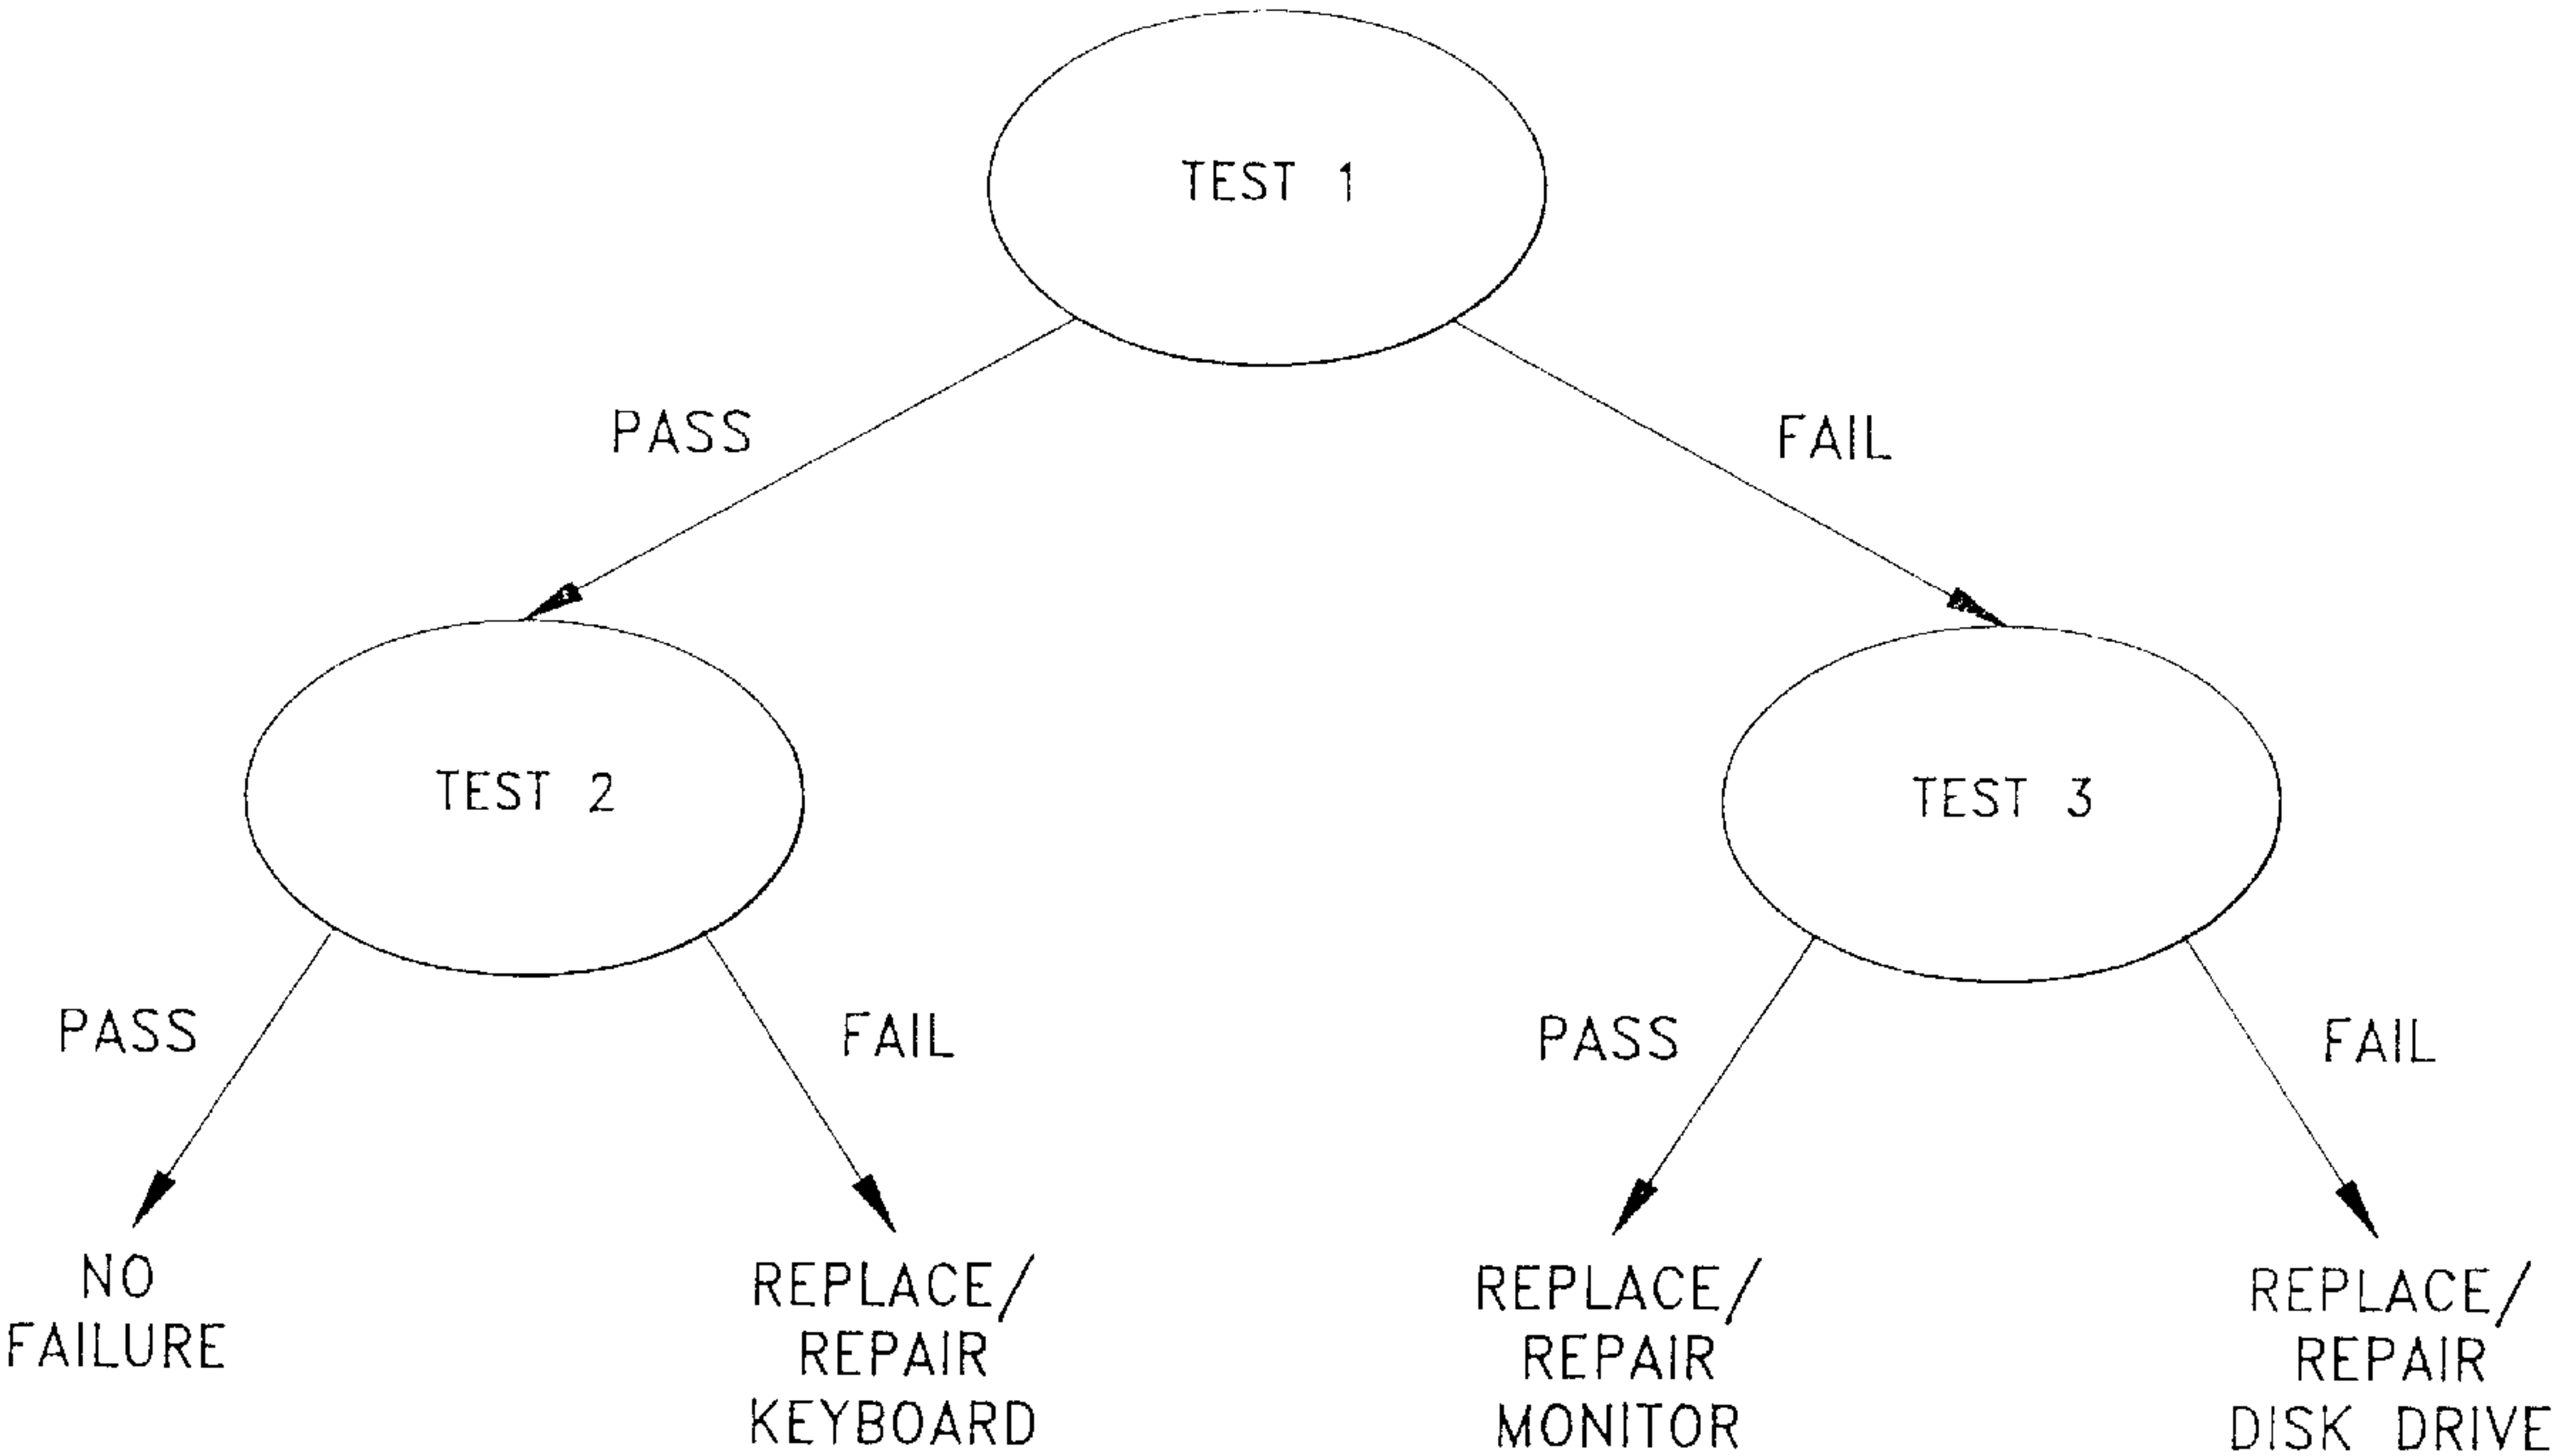 TEST 1
PASS
FAIL
TEST 2
TEST 3
PASS
FAIL
PASS
FAIL
NO
FAILURE
REPLACE/
REPAIR
KEYBOARD
REPLACE/
REPAIR
MONITOR
REPLACE/
REPAIR
DISK DRIVE